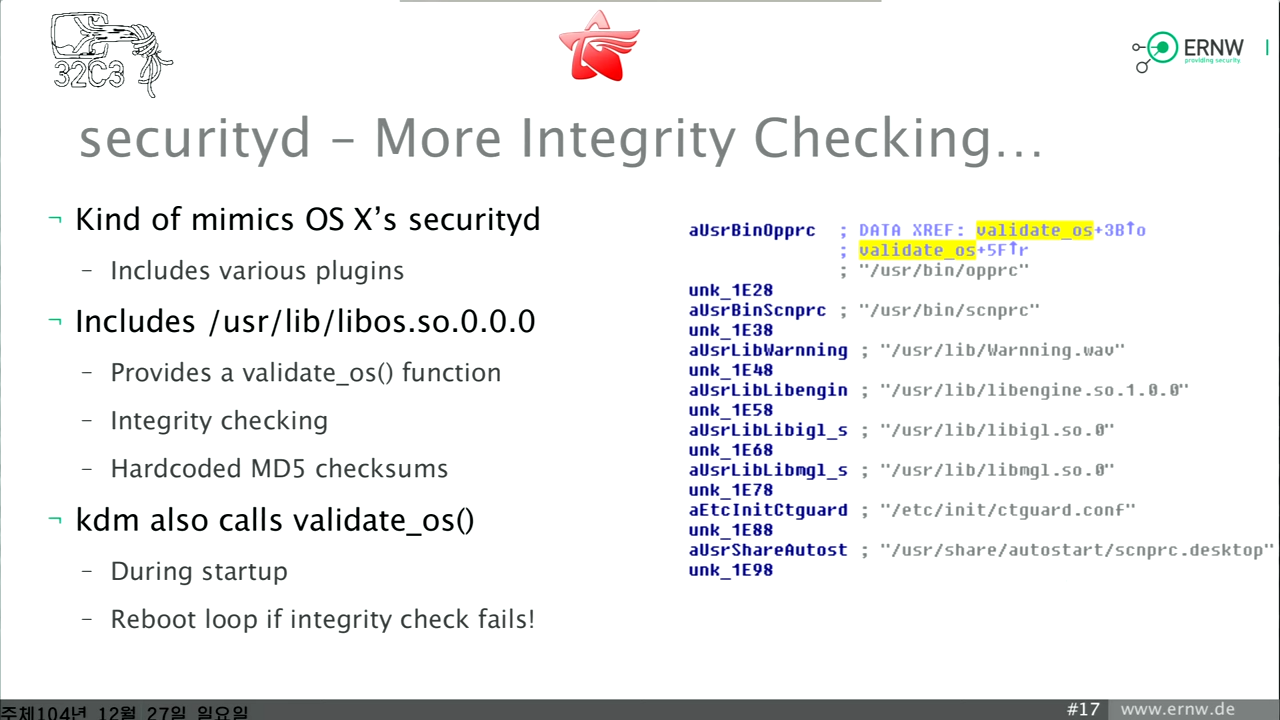 32C3
ERNW
providing security.
securityd – More Integrity Checking…
¬ Kind of mimics OS X’s securityd
– Includes various plugins
¬ Includes /usr/lib/libos.so.0.0.0
– Provides a validate_os() function
– Integrity checking
– Hardcoded MD5 checksums
¬ kdm also calls validate_os()
– During startup
– Reboot loop if integrity check fails!
aUsrBinOpprc ; DATA XREF: validate_os+3B↑o
; validate_os+5F↑r
; "/usr/bin/opprc"
unk_1E28
aUsrBinScnprc ; "/usr/bin/scnprc"
unk_1E38
aUsrLibWarnning ; "/usr/lib/Warnning.wav"
unk_1E48
aUsrLibLibengin ; "/usr/lib/libengine.so.1.0.0"
unk_1E58
aUsrLibLibigl_s ; "/usr/lib/libigl.so.0"
unk_1E68
aUsrLibLibmgl_s ; "/usr/lib/libmgl.so.0"
unk_1E78
aEtcInitCtguard ; "/etc/init/ctguard.conf"
unk_1E88
aUsrShareAutost ; "/usr/share/autostart/scnprc.desktop"
unk_1E98
주체104년 12월 27일 일요일
#17 www.ernw.de